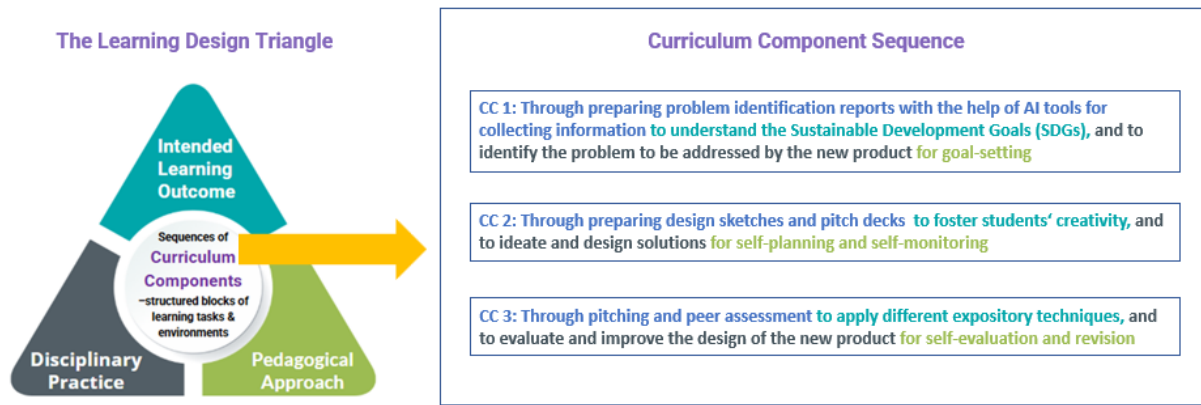 The Learning Design Triangle
Intended
Learning
Outcome
Sequences of
Curriculum
Components
–structured blocks of
learning tasks &
environments
Disciplinary
Practice
Pedagogical
Approach
Curriculum Component Sequence
CC 1: Through preparing problem identification reports with the help of AI tools for
collecting information to understand the Sustainable Development Goals (SDGs), and to
identify the problem to be addressed by the new product for goal-setting
CC 2: Through preparing design sketches and pitch decks to foster students‘ creativity, and
to ideate and design solutions for self-planning and self-monitoring
CC 3: Through pitching and peer assessment to apply different expository techniques, and
to evaluate and improve the design of the new product for self-evaluation and revision